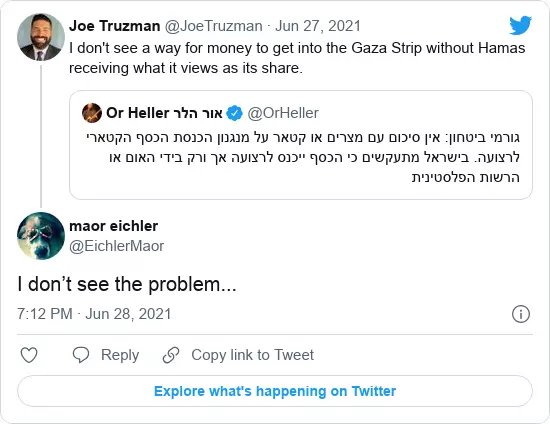 Joe Truzman @JoeTruzman · Jun 27, 2021
I don't see a way for money to get into the Gaza Strip without Hamas
receiving what it views as its share.
Or Heller אור הלר @OrHeller
גורמי ביטחון: אין סיכום עם מצרים או קטאר על מנגנון הכנסת הכסף הקטארי
לרצועה. בישראל מתעקשים כי הכסף ייכנס לרצועה אך ורק בידי האום או
הרשות הפלסטינית
maor eichler
@EichlerMaor
I don’t see the problem...
7:12 PM · Jun 28, 2021
Reply
Copy link to Tweet
Explore what's happening on Twitter